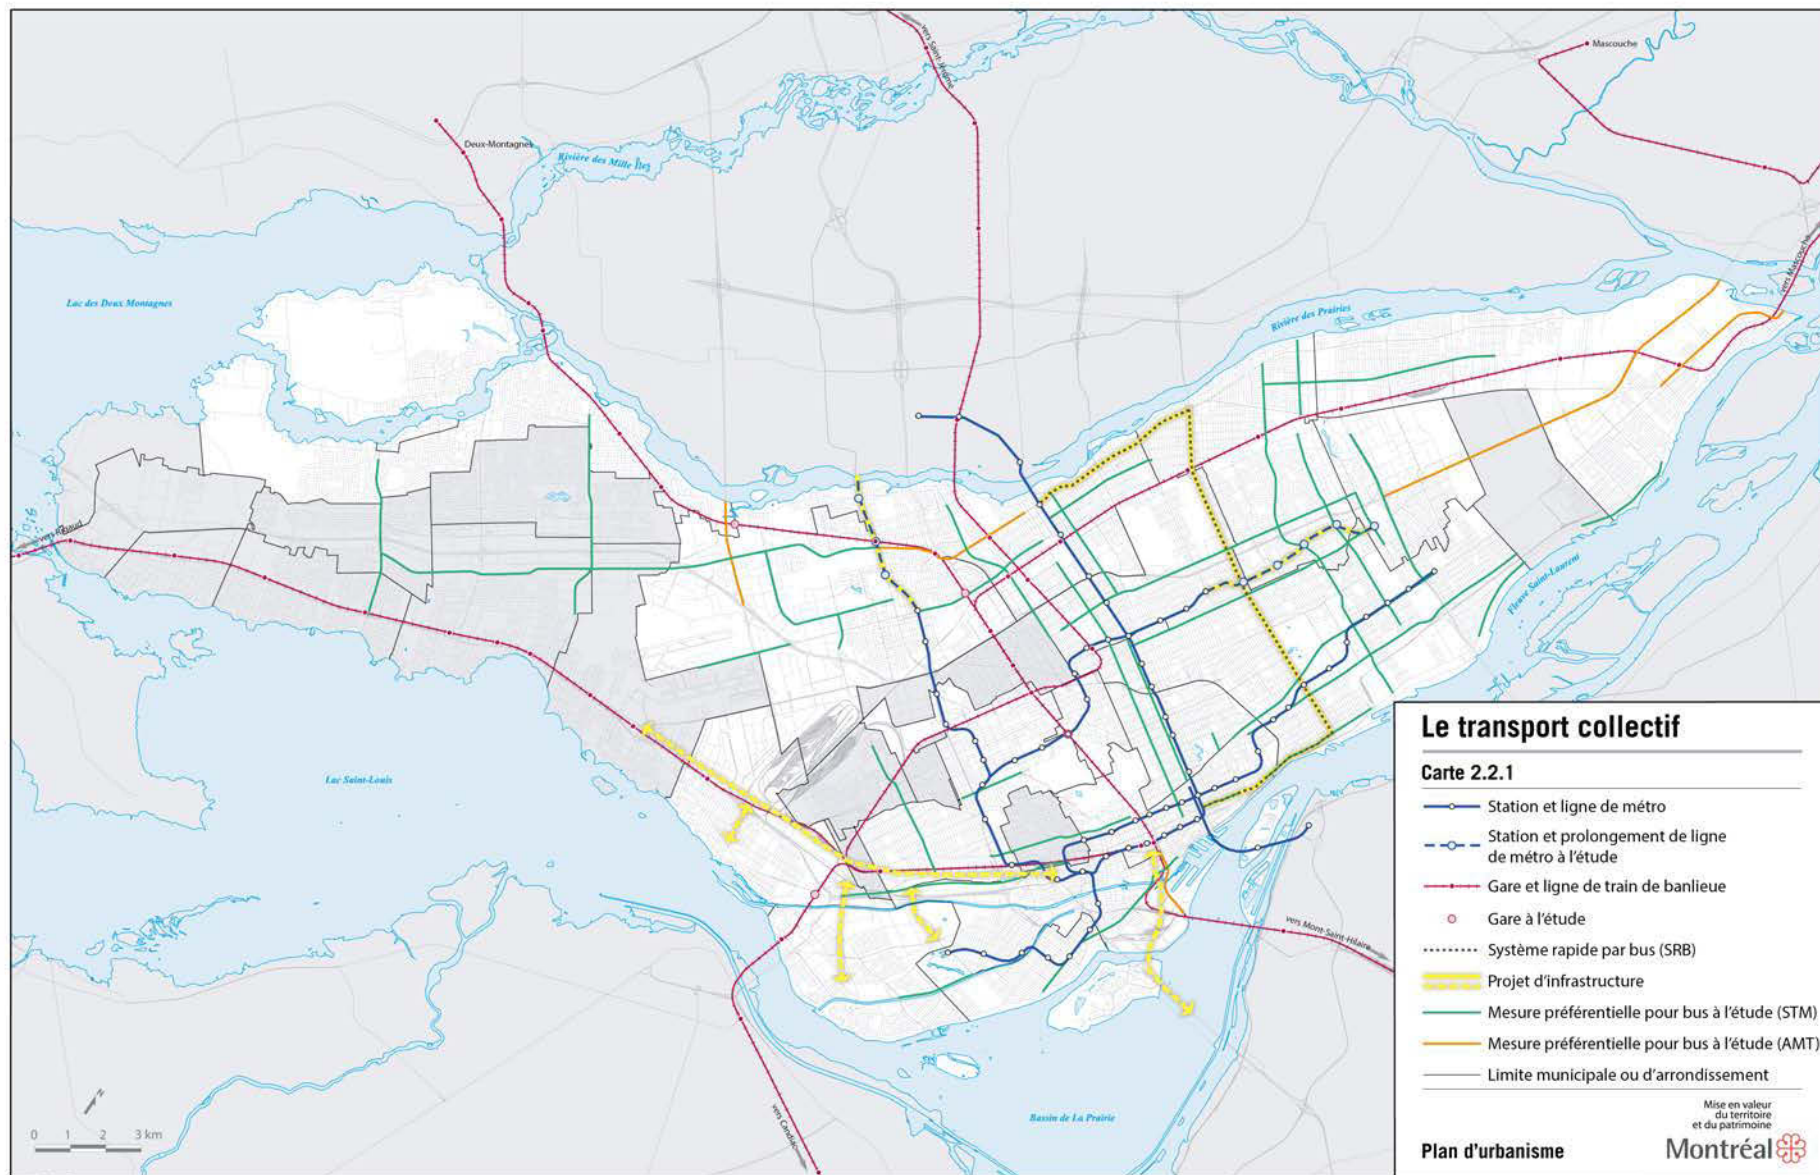 vers Saint-Jérôme
Mascouche
Deux-Montagnes
Rivière des Mille Îles
vers Mascouche
Lac des Deux Montagnes
Rivière des Prairies
vers Rigaud
Fleuve Saint-Laurent
Lac Saint-Louis
vers Mont-Saint-Hilaire
Bassin de La Prairie
vers Candiac
N
0 1 2 3 km
Le transport collectif
Carte 2.2.1
Station et ligne de métro
Station et prolongement de ligne
de métro à l'étude
Gare et ligne de train de banlieue
Gare à l'étude
Système rapide par bus (SRB)
Projet d'infrastructure
Mesure préférentielle pour bus à l'étude (STM)
Mesure préférentielle pour bus à l'étude (AMT)
Limite municipale ou d'arrondissement
Mise en valeur
du territoire
et du patrimoine
Plan d'urbanisme
Montréal